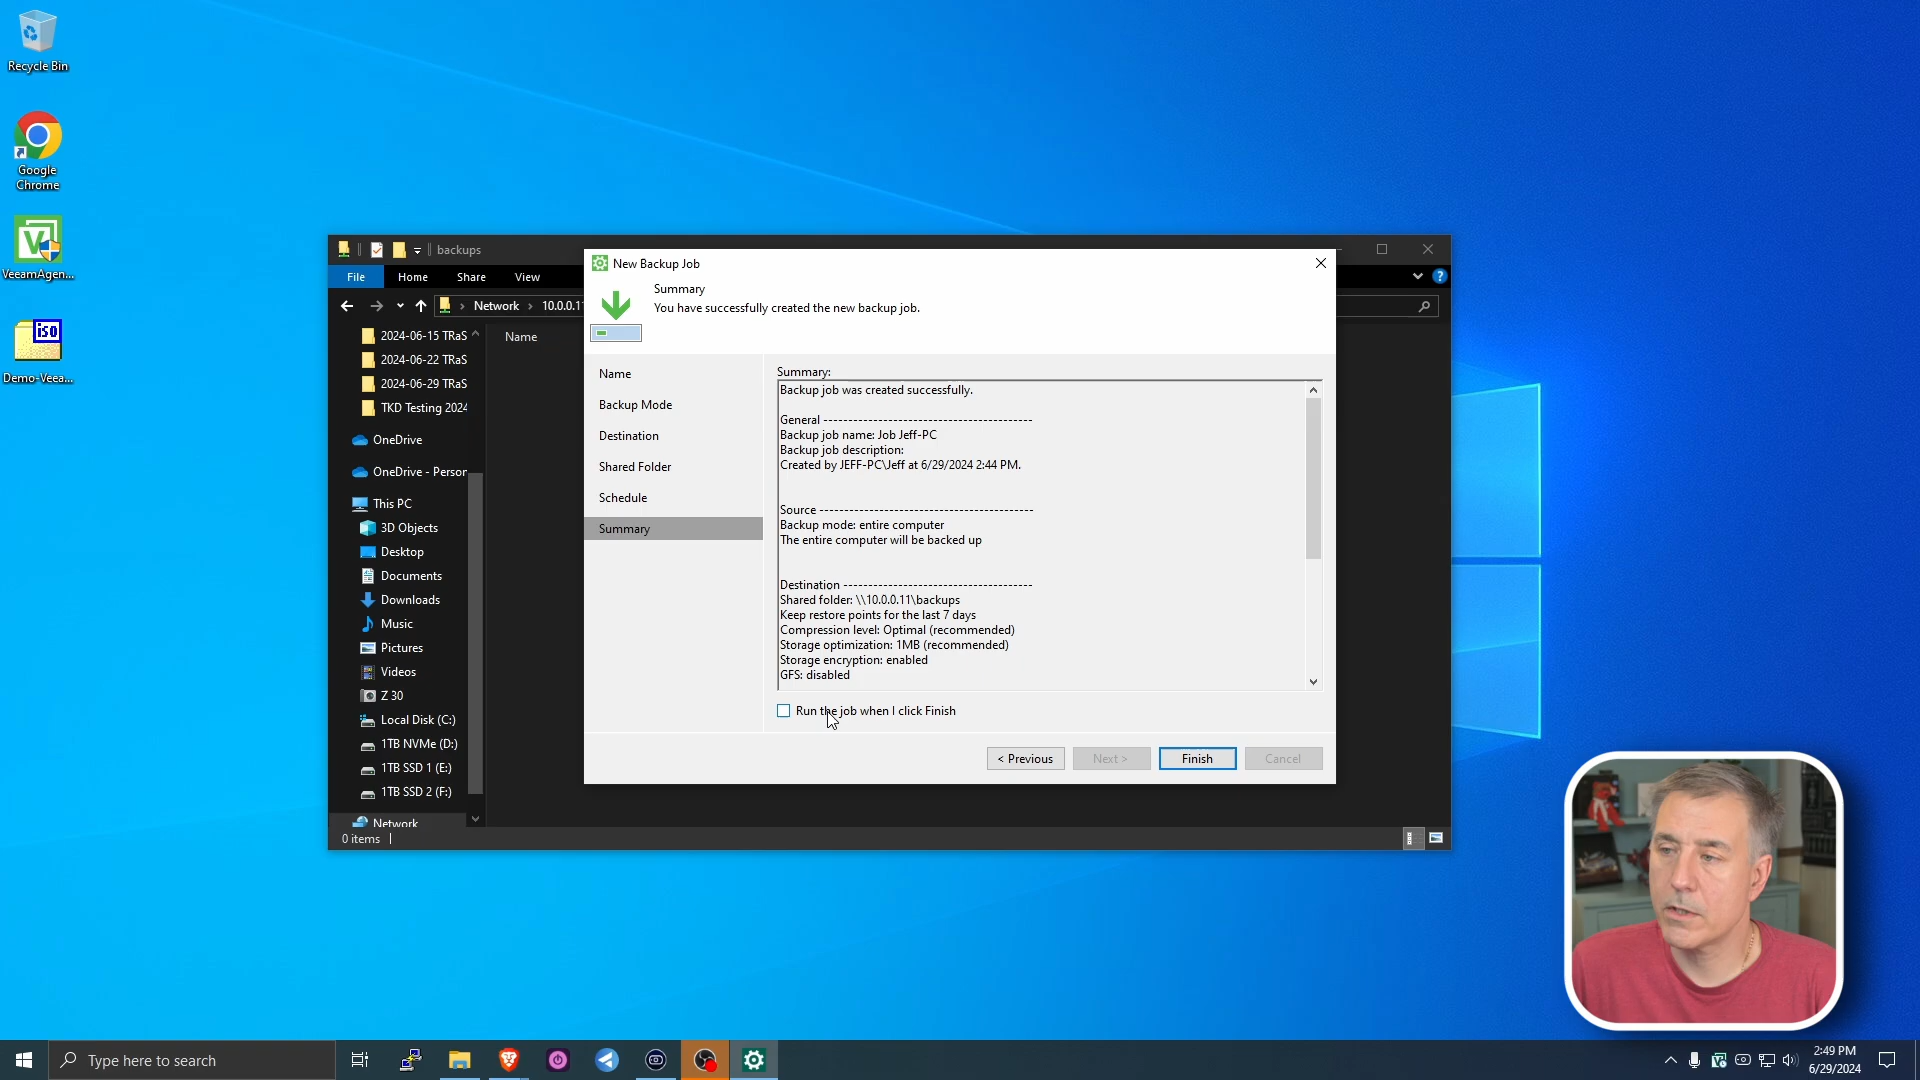 Recycle Bin
Google
Chrome
VeeamAgen...
Demo-Veea...
backups
File
Home
Share
View
Network
10.0.0.1
Name
2024-06-15 TRaS
2024-06-22 TRaS
2024-06-29 TRaS
TKD Testing 2024
OneDrive
OneDrive - Person
This PC
3D Objects
Desktop
Documents
Downloads
Music
Pictures
Videos
Z 30
Local Disk (C:)
1TB NVMe (D:)
1TB SSD 1 (E:)
1TB SSD 2 (F:)
Network
0 items
New Backup Job
Summary
You have successfully created the new backup job.
Name
Backup Mode
Destination
Shared Folder
Schedule
Summary
Summary:
Backup job was created successfully.
General ------------------------------------------
Backup job name: Job Jeff-PC
Backup job description:
Created by JEFF-PC\Jeff at 6/29/2024 2:44 PM.
Source -------------------------------------------
Backup mode: entire computer
The entire computer will be backed up
Destination --------------------------------------
Shared folder: \\10.0.0.11\backups
Keep restore points for the last 7 days
Compression level: Optimal (recommended)
Storage optimization: 1MB (recommended)
Storage encryption: enabled
GFS: disabled
Run the job when I click Finish
< Previous
Next >
Finish
Cancel
iso
Type here to search
2:49 PM
6/29/2024